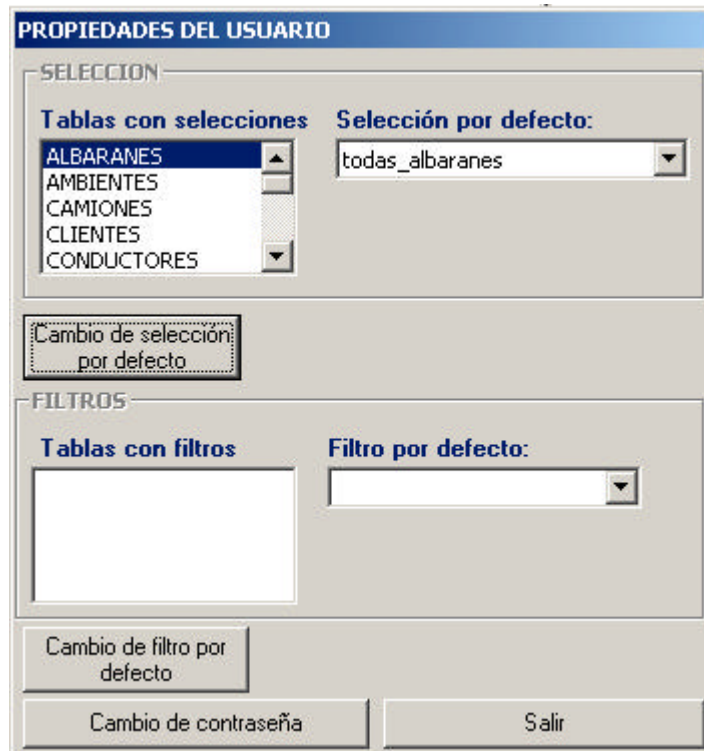 PROPIEDADES DEL USUARIO
SELECCION
Tablas con selecciones
Selección por defecto:
ALBARANES
AMBIENTES
CAMIONES
CLIENTES
CONDUCTORES
todas_albaranes
Cambio de selección
por defecto
FILTROS
Tablas con filtros
Filtro por defecto:
Cambio de filtro por
defecto
Cambio de contraseña
Salir